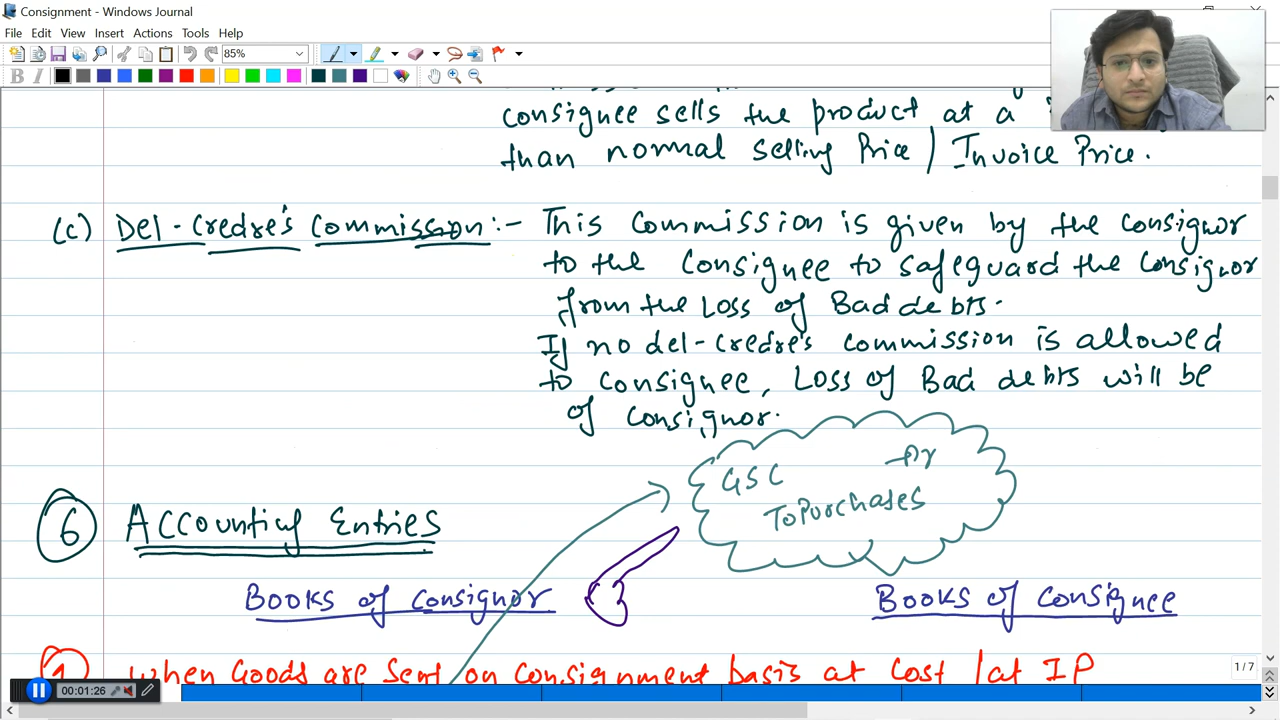 Consignment - Windows Journal
File Edit View Insert Actions Tools Help
85%
B I
consignee sells the product at a
than normal selling Price / Invoice Price.
(c) Del-Credre's Commission :- This Commission is given by the Consignor
to the Consignee to safeguard the Consignor
from the Loss of Bad debts.
If no del-Credre's commission is allowed
to consignee, Loss of Bad debts will be
of Consignor.
GSC Dr
To Purchases
6 Accounting Entries
Books of Consignor Books of Consignee
1 When Goods are Sent on Consignment basis at Cost / at IP
1/7
00:01:26